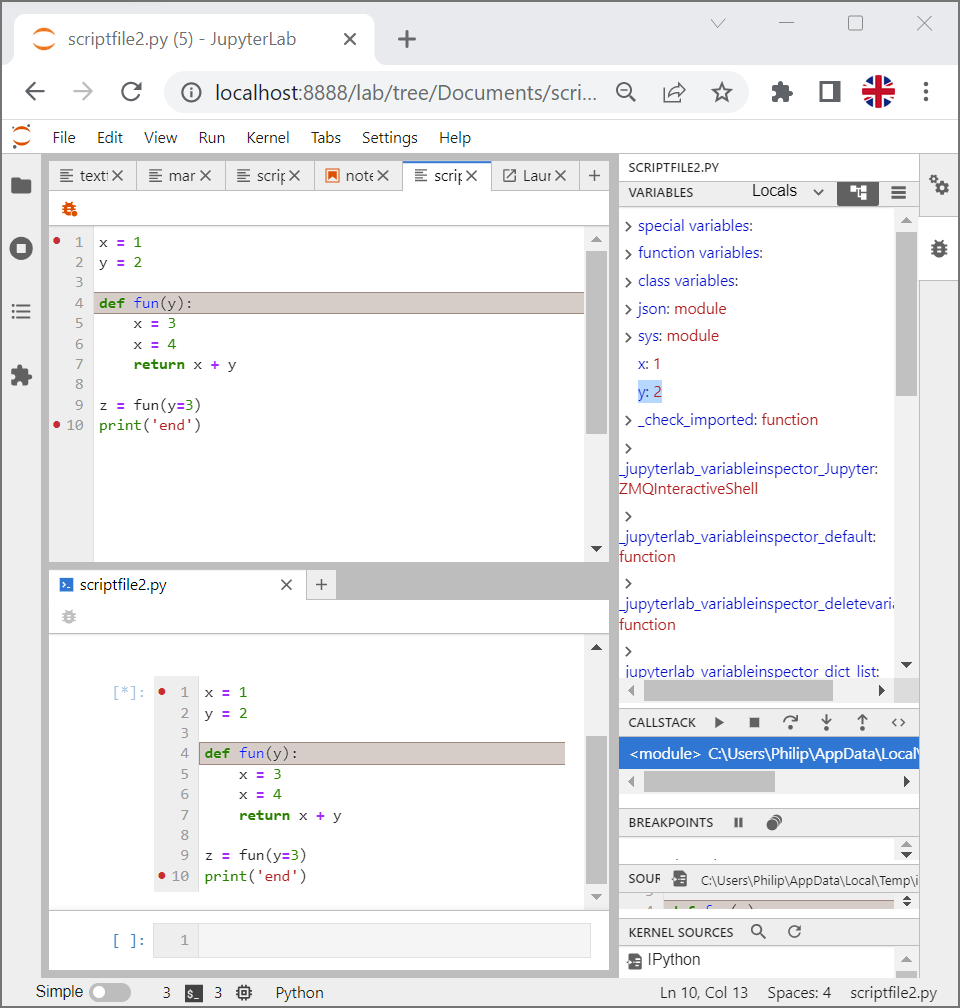 scriptfile2.py (5) - JupyterLab
localhost:8888/lab/tree/Documents/scri...
File Edit View Run Kernel Tabs Settings Help
text mar scrip note scrip Laun
1 x = 1
2 y = 2
3
4 def fun(y):
5 x = 3
6 x = 4
7 return x + y
8
9 z = fun(y=3)
10 print('end')
scriptfile2.py
[*]: 1 x = 1
2 y = 2
3
4 def fun(y):
5 x = 3
6 x = 4
7 return x + y
8
9 z = fun(y=3)
10 print('end')
[ ]: 1
SCRIPTFILE2.PY
VARIABLES Locals
special variables:
function variables:
class variables:
json: module
sys: module
x: 1
y: 2
_check_imported: function
_jupyterlab_variableinspector_Jupyter:
ZMQInteractiveShell
_jupyterlab_variableinspector_default:
function
_jupyterlab_variableinspector_deletevaria
function
_jupyterlab_variableinspector_dict_list:
CALLSTACK
<module> C:\Users\Philip\AppData\Local\
BREAKPOINTS
SOUR C:\Users\Philip\AppData\Local\Temp\i
4 def fun(y):
KERNEL SOURCES
IPython
Simple 3 3 Python Ln 10, Col 13 Spaces: 4 scriptfile2.py